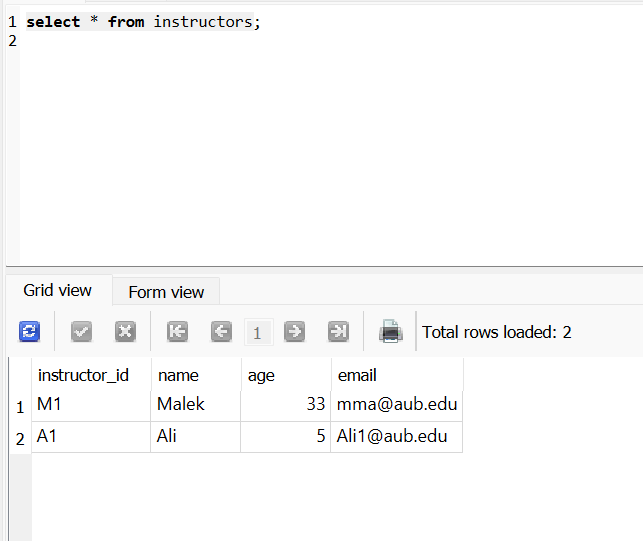 1 select * from instructors;
2
Grid view Form view
1 Total rows loaded: 2
instructor_id name age email
1 M1 Malek 33 mma@aub.edu
2 A1 Ali 5 Ali1@aub.edu